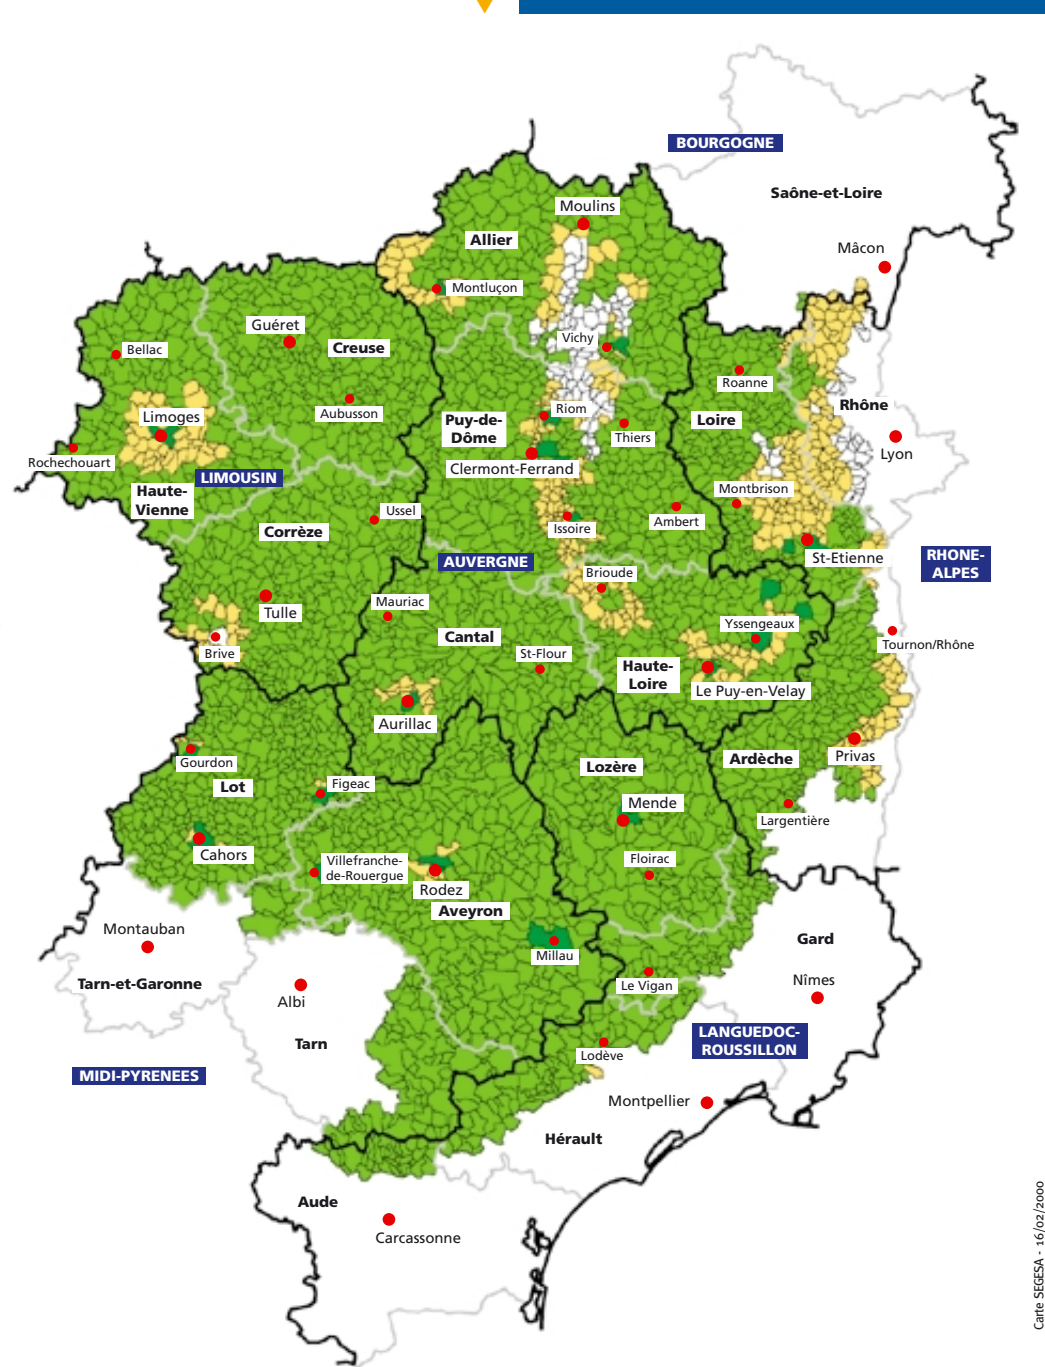 BOURGOGNE
Saône-et-Loire
Moulins
Allier
Mâcon
Montluçon
Guéret
Creuse
Vichy
Bellac
Roanne
Aubusson
Riom
Rhône
Limoges
Puy-de-
Dôme
Loire
Thiers
Lyon
Rochechouart
Clermont-Ferrand
LIMOUSIN
Haute-
Vienne
Montbrison
Ussel
Issoire
Ambert
Corrèze
St-Etienne
AUVERGNE
RHONE-
ALPES
Brioude
Mauriac
Tulle
Yssengeaux
Cantal
Tournon/Rhône
Brive
St-Flour
Haute-
Loire
Le Puy-en-Velay
Aurillac
Gourdon
Ardèche
Privas
Lozère
Lot
Figeac
Mende
Largentière
Cahors
Villefranche-
de-Rouergue
Floirac
Rodez
Aveyron
Montauban
Gard
Millau
Tarn-et-Garonne
Nîmes
Le Vigan
Albi
Tarn
LANGUEDOC-
ROUSSILLON
Lodève
MIDI-PYRENEES
Montpellier
Hérault
Aude
Carcassonne
Carte SEGESA - 16/02/2000